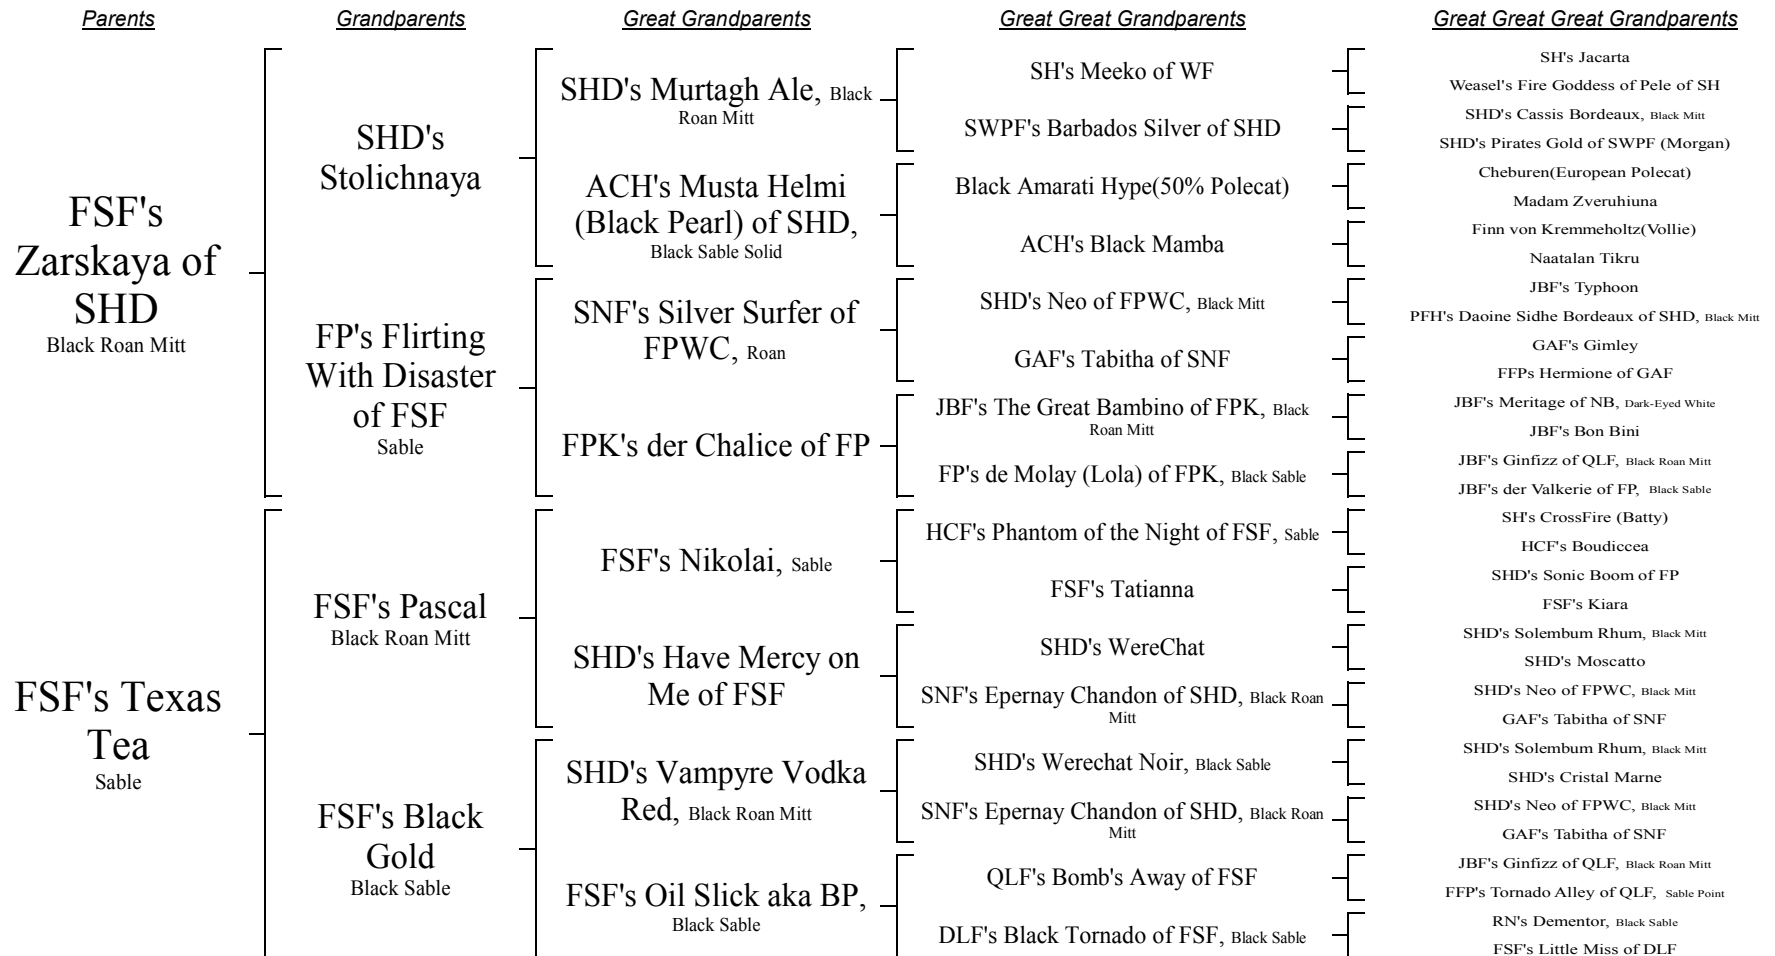 Parents
Grandparents
Great Grandparents
Great Great Grandparents
Great Great Great Grandparents
FSF's
Zarskaya of
SHD
Black Roan Mitt
FSF's Texas
Tea
Sable
SHD's
Stolichnaya
FP's Flirting
With Disaster
of FSF
Sable
FSF's Pascal
Black Roan Mitt
FSF's Black
Gold
Black Sable
SHD's Murtagh Ale, Black
Roan Mitt
ACH's Musta Helmi
(Black Pearl) of SHD,
Black Sable Solid
SNF's Silver Surfer of
FPWC, Roan
FPK's der Chalice of FP
FSF's Nikolai, Sable
SHD's Have Mercy on
Me of FSF
SHD's Vampyre Vodka
Red, Black Roan Mitt
FSF's Oil Slick aka BP,
Black Sable
SH's Meeko of WF
SWPF's Barbados Silver of SHD
Black Amarati Hype(50% Polecat)
ACH's Black Mamba
SHD's Neo of FPWC, Black Mitt
GAF's Tabitha of SNF
JBF's The Great Bambino of FPK, Black
Roan Mitt
FP's de Molay (Lola) of FPK, Black Sable
HCF's Phantom of the Night of FSF, Sable
FSF's Tatianna
SHD's WereChat
SNF's Epernay Chandon of SHD, Black Roan
Mitt
SHD's Werechat Noir, Black Sable
SNF's Epernay Chandon of SHD, Black Roan
Mitt
QLF's Bomb's Away of FSF
DLF's Black Tornado of FSF, Black Sable
SH's Jacarta
Weasel's Fire Goddess of Pele of SH
SHD's Cassis Bordeaux, Black Mitt
SHD's Pirates Gold of SWPF (Morgan)
Cheburen(European Polecat)
Madam Zveruhiuna
Finn von Kremmeholtz(Vollie)
Naatalan Tikru
JBF's Typhoon
PFH's Daoine Sidhe Bordeaux of SHD, Black Mitt
GAF's Gimley
FFPs Hermione of GAF
JBF's Meritage of NB, Dark-Eyed White
JBF's Bon Bini
JBF's Ginfizz of QLF, Black Roan Mitt
JBF's der Valkerie of FP, Black Sable
SH's CrossFire (Batty)
HCF's Boudiccea
SHD's Sonic Boom of FP
FSF's Kiara
SHD's Solembum Rhum, Black Mitt
SHD's Moscatto
SHD's Neo of FPWC, Black Mitt
GAF's Tabitha of SNF
SHD's Solembum Rhum, Black Mitt
SHD's Cristal Marne
SHD's Neo of FPWC, Black Mitt
GAF's Tabitha of SNF
JBF's Ginfizz of QLF, Black Roan Mitt
FFP's Tornado Alley of QLF, Sable Point
RN's Dementor, Black Sable
FSF's Little Miss of DLF